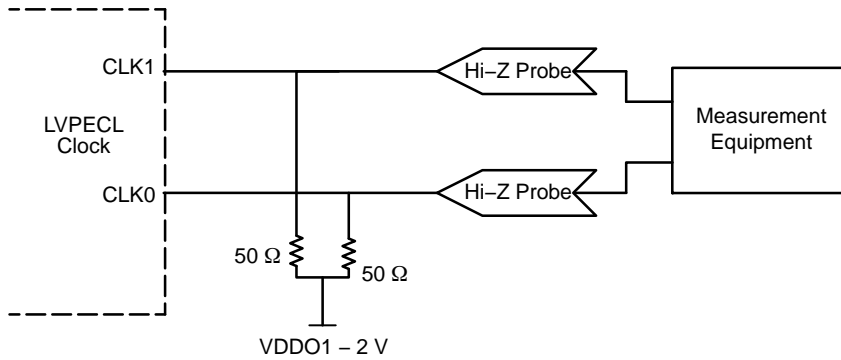 CLK1
Hi−Z Probe
LVPECL
Clock
Measurement
Equipment
CLK0
Hi−Z Probe
50 Ω
50 Ω
VDDO1 − 2 V